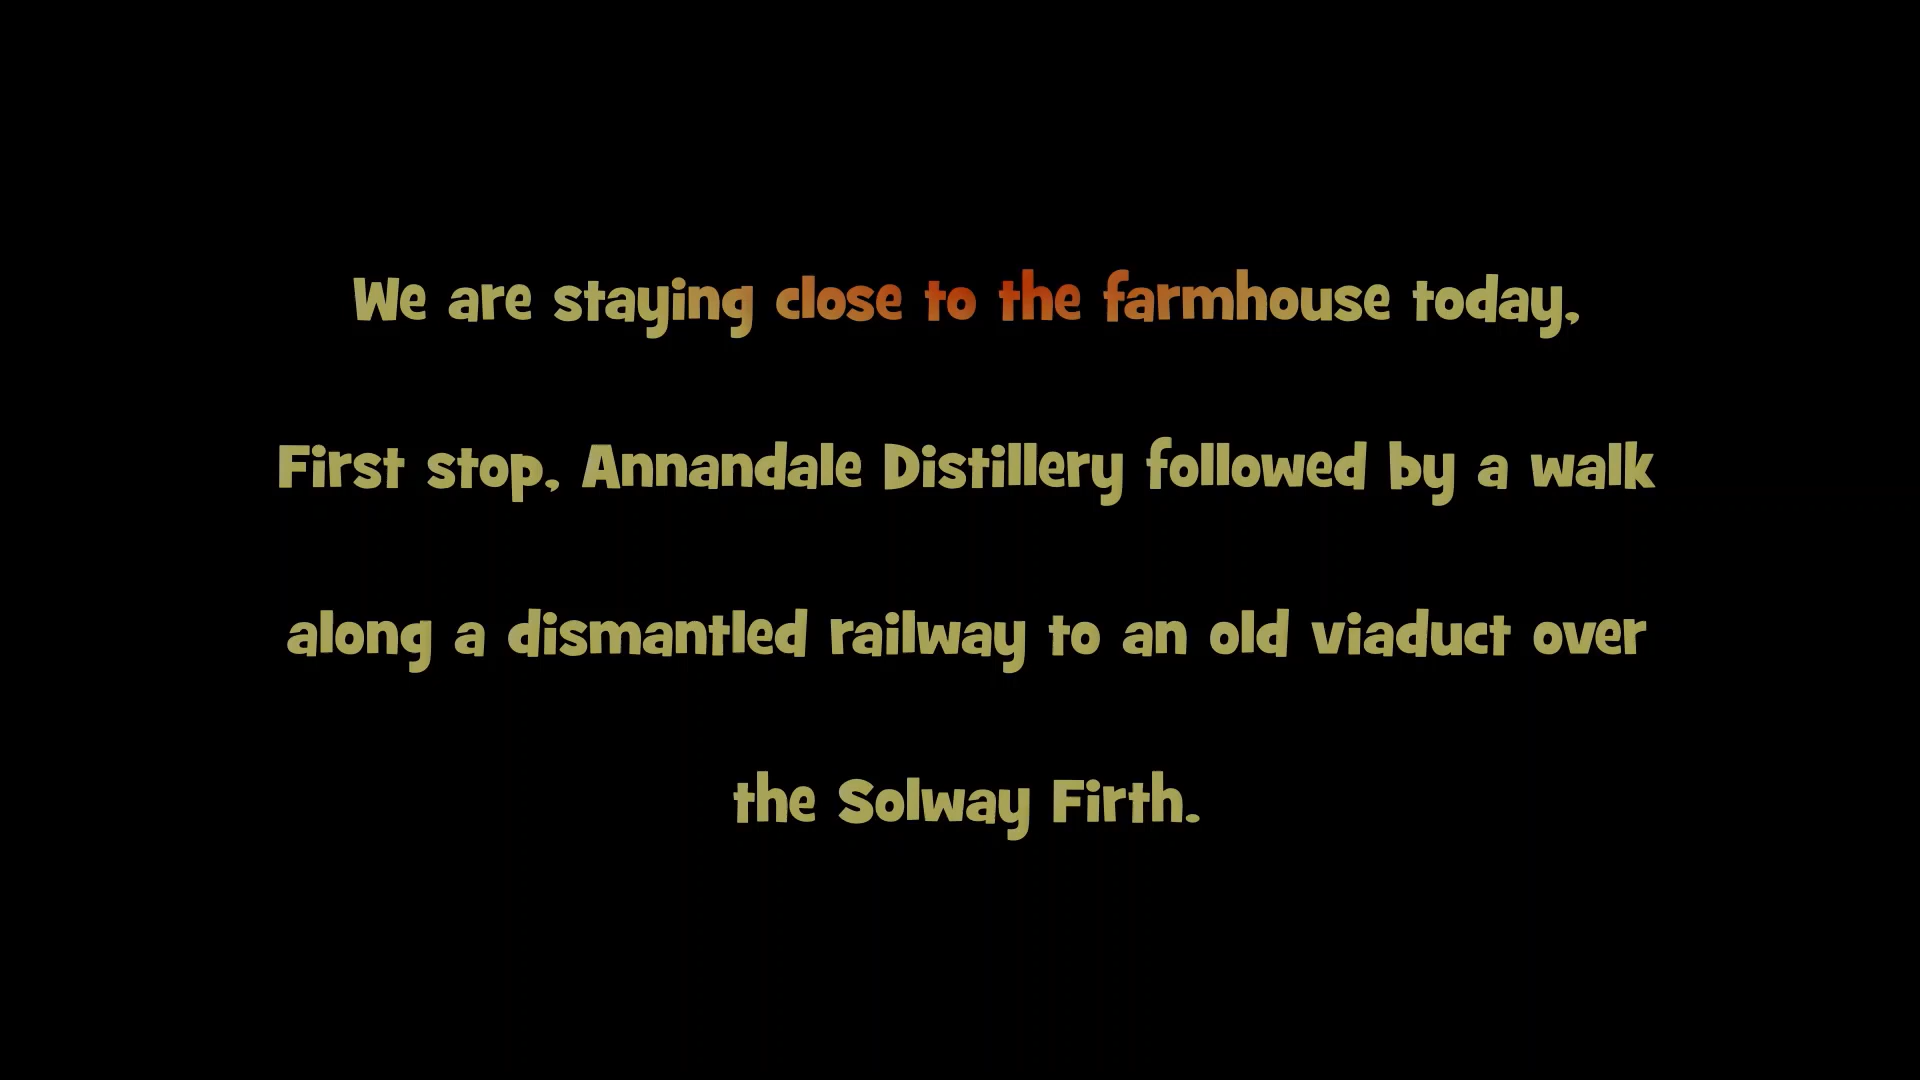 We are staying close to the farmhouse today,
First stop, Annandale Distillery followed by a walk
along a dismantled railway to an old viaduct over
the Solway Firth.